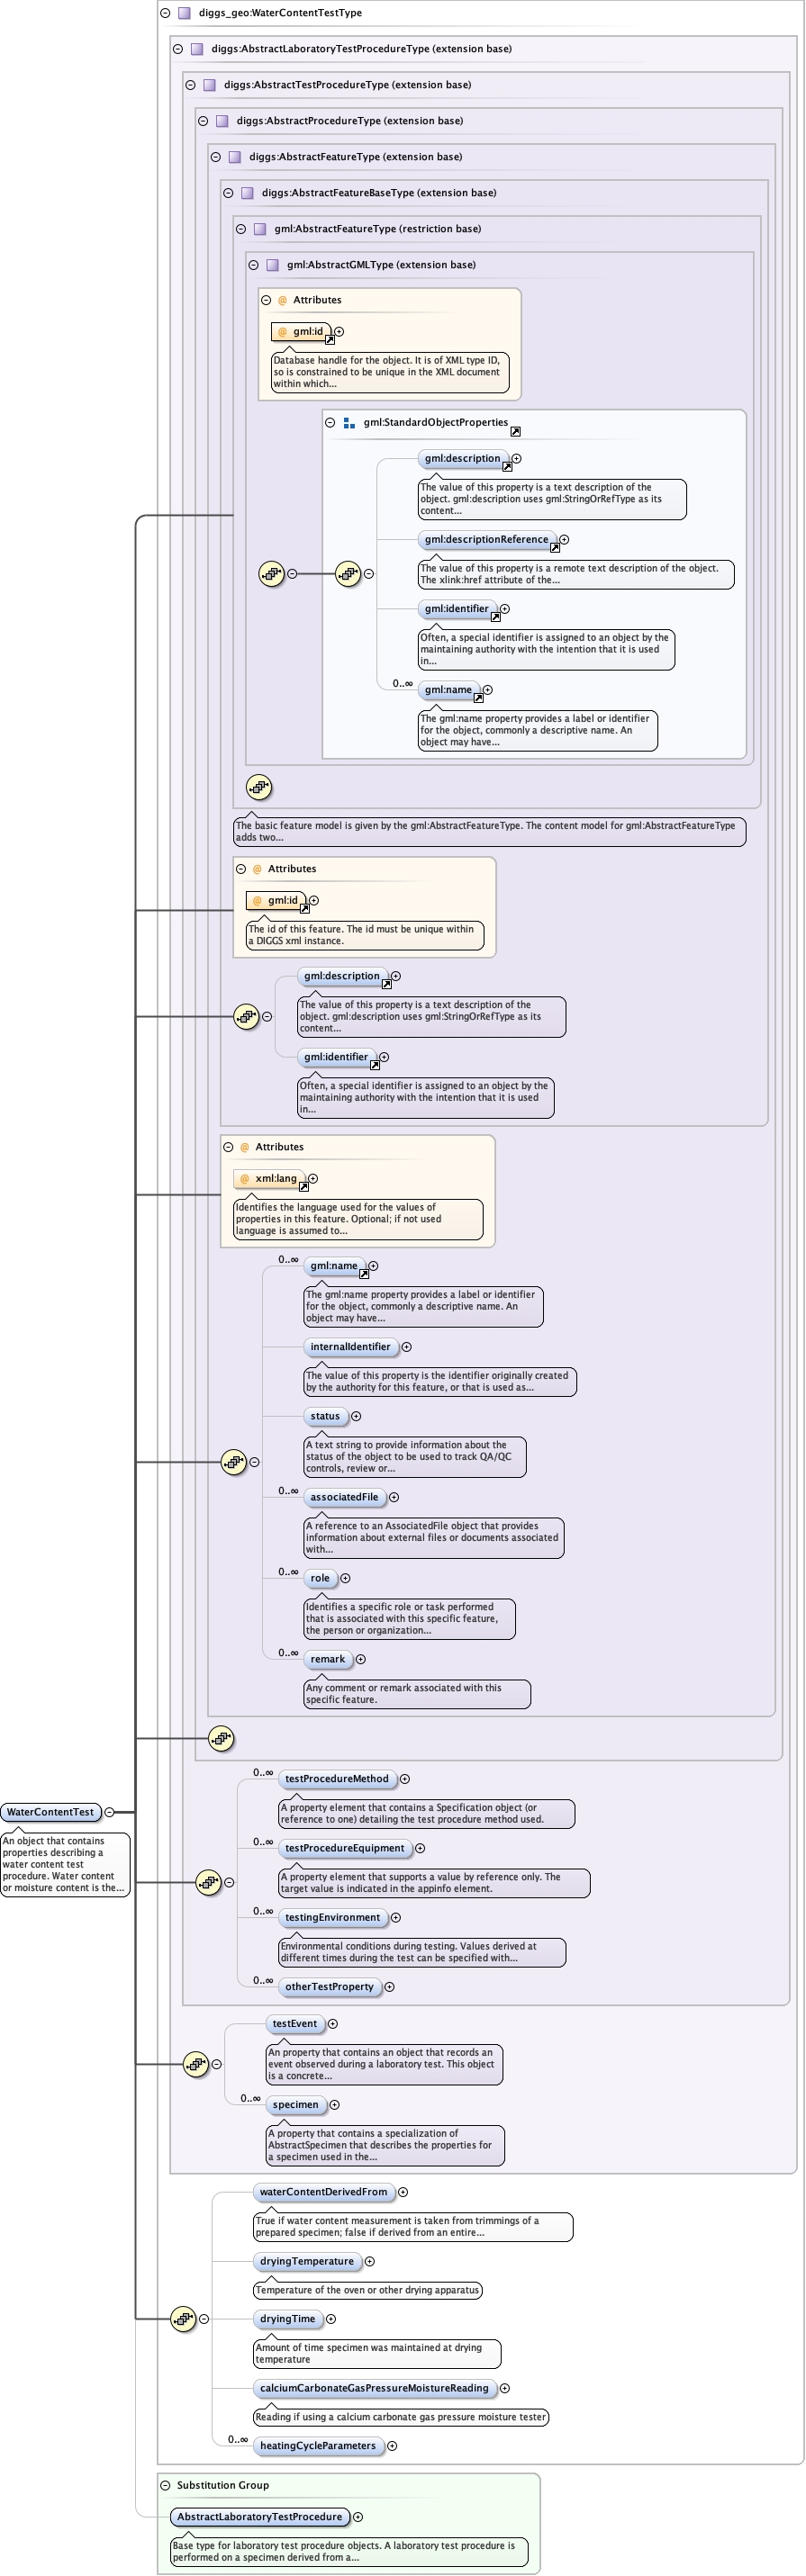 diggs_geo:WaterContentTestType
diggs:AbstractLaboratoryTestProcedureType (extension base)
diggs:AbstractTestProcedureType (extension base)
diggs:AbstractProcedureType (extension base)
diggs:AbstractFeatureType (extension base)
diggs:AbstractFeatureBaseType (extension base)
gml:AbstractFeatureType (restriction base)
gml:AbstractGMLType (extension base)
@ Attributes
@ gml:id
Database handle for the object. It is of XML type ID,
so is constrained to be unique in the XML document
within which...
gml:StandardObjectProperties
gml:description
The value of this property is a text description of the
object. gml:description uses gml:StringOrRefType as its
content...
gml:descriptionReference
The value of this property is a remote text description of the object.
The xlink:href attribute of the...
gml:identifier
Often, a special identifier is assigned to an object by the
maintaining authority with the intention that it is used
in...
0..∞
gml:name
The gml:name property provides a label or identifier
for the object, commonly a descriptive name. An
object may have...
The basic feature model is given by the gml:AbstractFeatureType. The content model for gml:AbstractFeatureType
adds two...
@ Attributes
@ gml:id
The id of this feature. The id must be unique within
a DIGGS xml instance.
gml:description
The value of this property is a text description of the
object. gml:description uses gml:StringOrRefType as its
content...
gml:identifier
Often, a special identifier is assigned to an object by the
maintaining authority with the intention that it is used
in...
@ Attributes
@ xml:lang
Identifies the language used for the values of
properties in this feature. Optional; if not used
language is assumed to...
0..∞
gml:name
The gml:name property provides a label or identifier
for the object, commonly a descriptive name. An
object may have...
internalIdentifier
The value of this property is the identifier originally created
by the authority for this feature, or that is used as...
status
A text string to provide information about the
status of the object to be used to track QA/QC
controls, review or...
0..∞
associatedFile
A reference to an AssociatedFile object that provides
information about external files or documents associated
with...
0..∞
role
Identifies a specific role or task performed
that is associated with this specific feature,
the person or organization...
0..∞
remark
Any comment or remark associated with this
specific feature.
0..∞
testProcedureMethod
A property element that contains a Specification object (or
reference to one) detailing the test procedure method used.
WaterContentTest
An object that contains
properties describing a
water content test
procedure. Water content
or moisture content is the...
0..∞
testProcedureEquipment
A property element that supports a value by reference only. The
target value is indicated in the appinfo element.
0..∞
testingEnvironment
Environmental conditions during testing. Values derived at
different times during the test can be specified with...
0..∞
otherTestProperty
testEvent
An property that contains an object that records an
event observed during a laboratory test. This object
is a concrete...
0..∞
specimen
A property that contains a specialization of
AbstractSpecimen that describes the properties for
a specimen used in the...
waterContentDerivedFrom
True if water content measurement is taken from trimmings of a
prepared specimen; false if derived from an entire...
dryingTemperature
Temperature of the oven or other drying apparatus
dryingTime
Amount of time specimen was maintained at drying
temperature
calciumCarbonateGasPressureMoistureReading
Reading if using a calcium carbonate gas pressure moisture tester
0..∞
heatingCycleParameters
Substitution Group
AbstractLaboratoryTestProcedure
Base type for laboratory test procedure objects. A laboratory test procedure is
performed on a specimen derived from a...